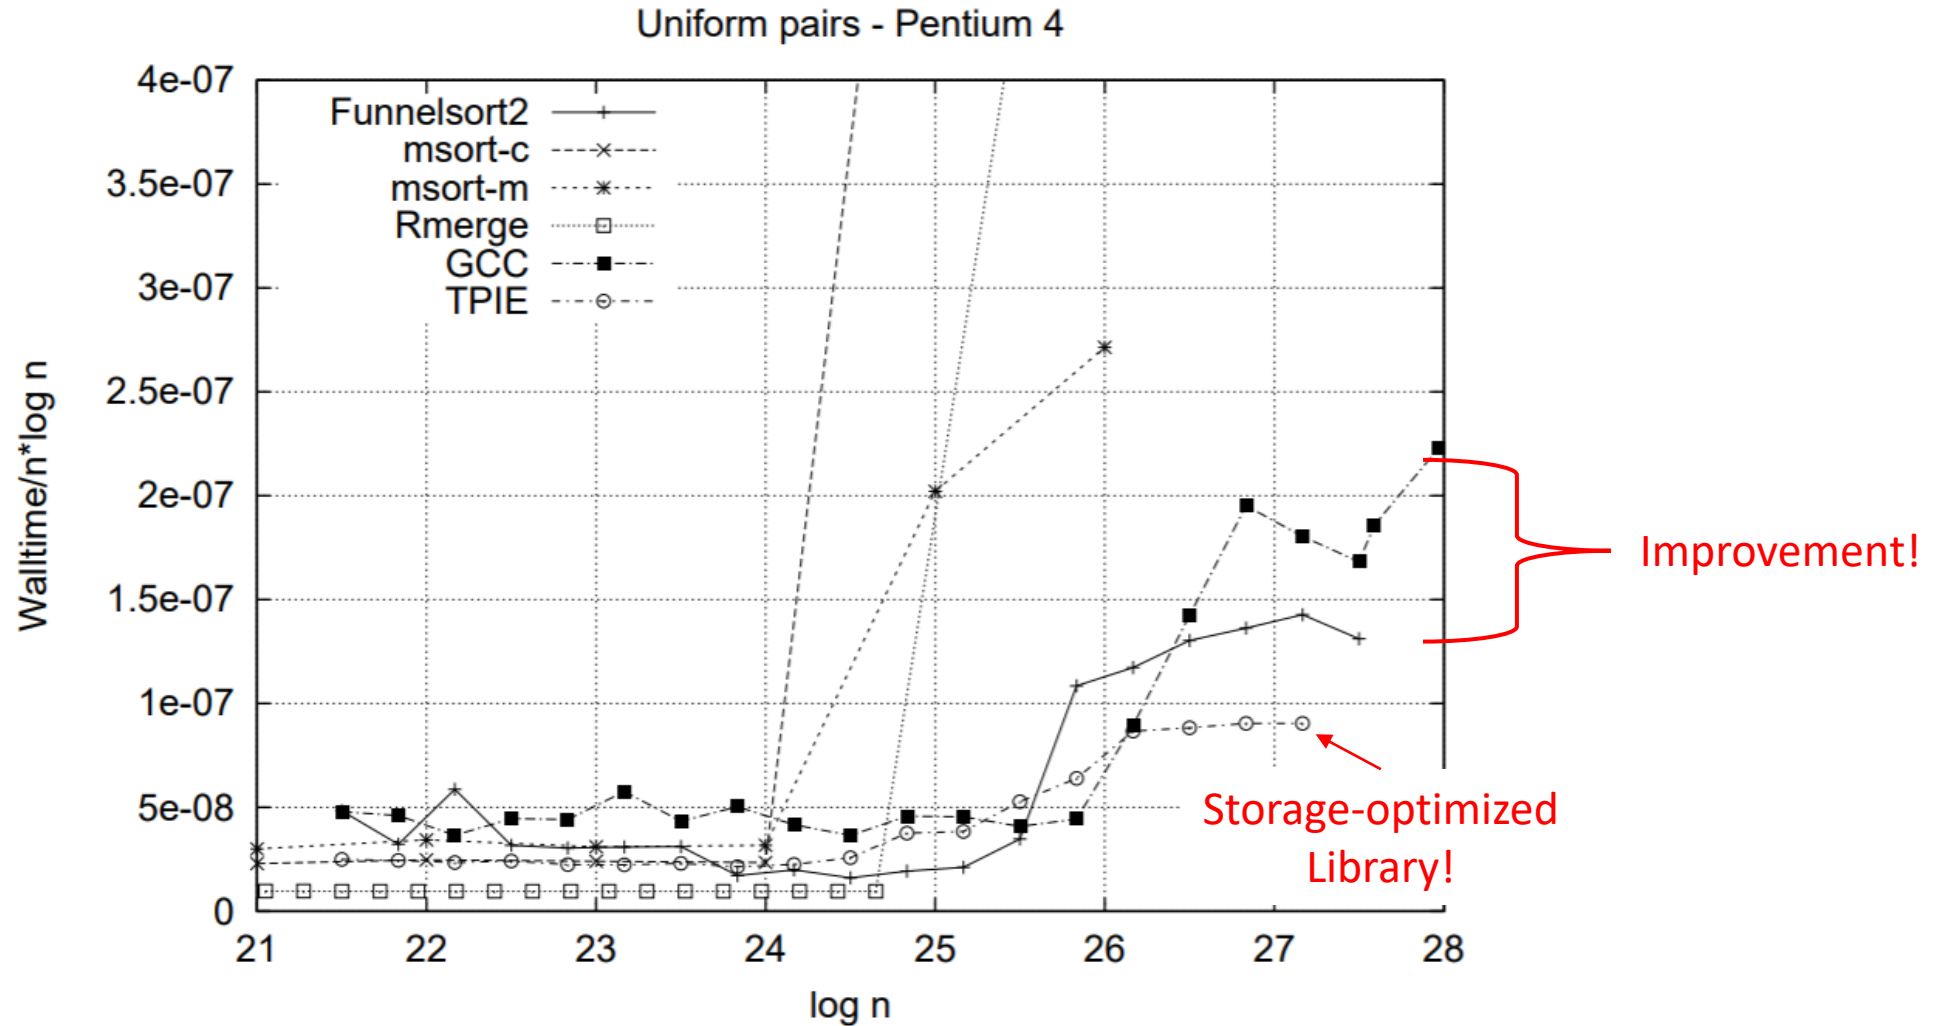 Uniform pairs - Pentium 4
4e-07
3.5e-07
3e-07
2.5e-07
2e-07
1.5e-07
1e-07
5e-08
0
Walltime/n*log n
Funnelsort2
msort-c
msort-m
Rmerge
GCC
TPIE
Improvement!
Storage-optimized
Library!
21 22 23 24 25 26 27 28
log n